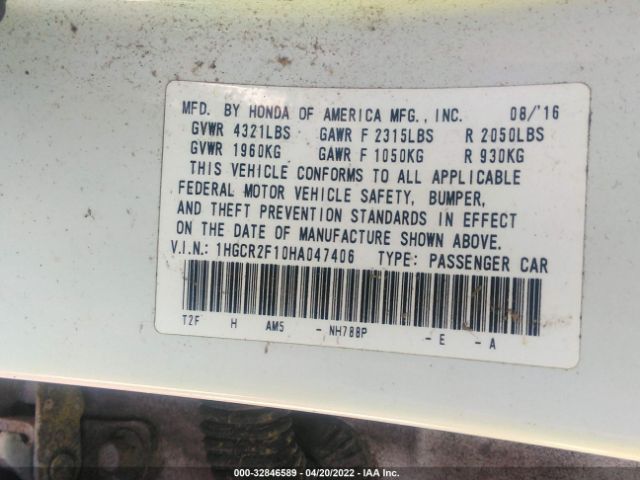 MFD. BY HONDA OF AMERICA MFG., INC. 08/'16
GVWR 4321LBS GAWR F 2315LBS R 2050LBS
GVWR 1960KG GAWR F 1050KG R 930KG
THIS VEHICLE CONFORMS TO ALL APPLICABLE
FEDERAL MOTOR VEHICLE SAFETY, BUMPER,
AND THEFT PREVENTION STANDARDS IN EFFECT
ON THE DATE OF MANUFACTURE SHOWN ABOVE.
V.I.N.: 1HGCR2F10HA047406 TYPE: PASSENGER CAR
T2F H AM5 - NH788P - E - A
000-32846589 - 04/20/2022 - IAA Inc.